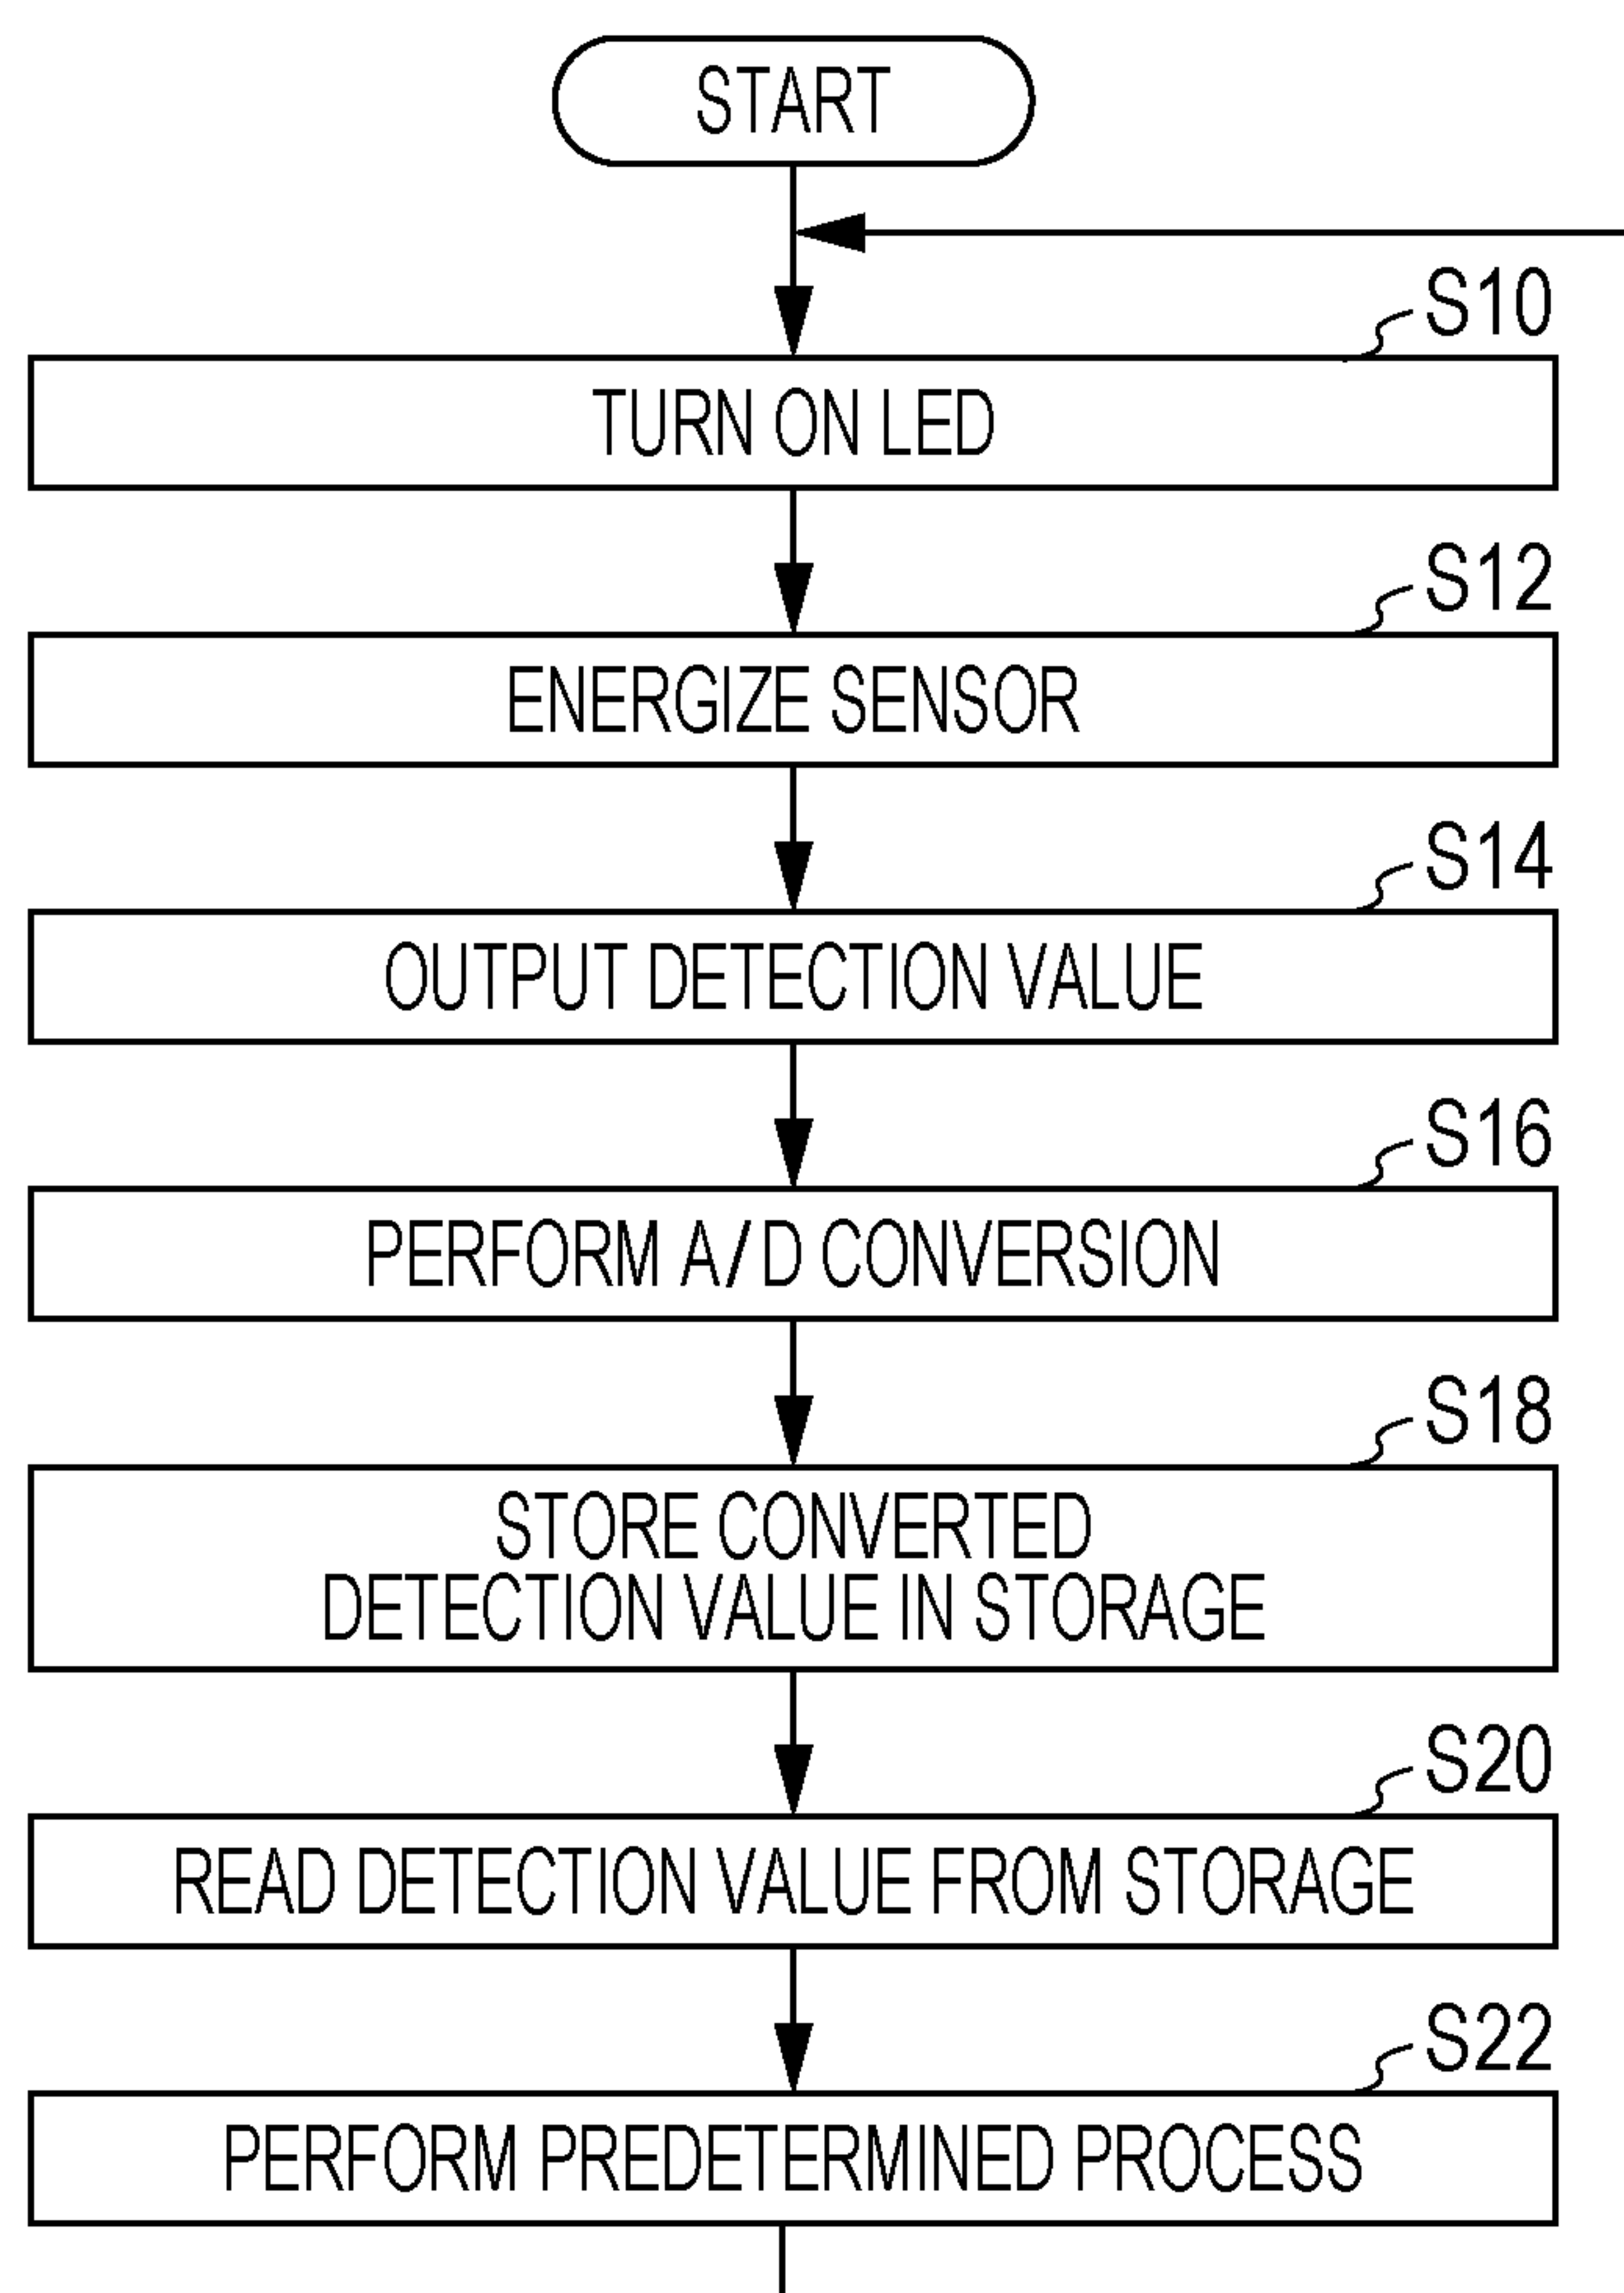 START
S10
TURN ON LED
S12
ENERGIZE SENSOR
S14
OUTPUT DETECTION VALUE
S16
PERFORM A/D CONVERSION
S18
STORE CONVERTED
DETECTION VALUE IN STORAGE
S20
READ DETECTION VALUE FROM STORAGE
S22
PERFORM PREDETERMINED PROCESS